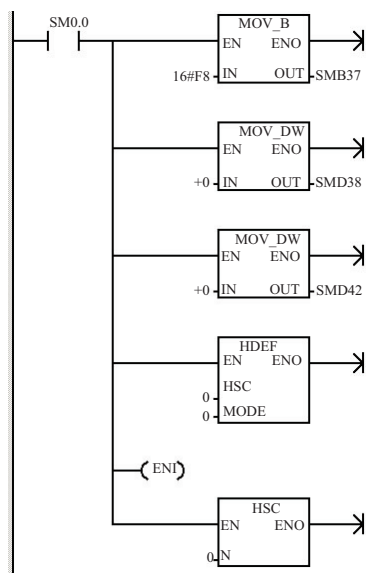 SM0.0
MOV_B
EN ENO
16#F8 IN OUT SMB37
MOV_DW
EN ENO
+0 IN OUT SMD38
MOV_DW
EN ENO
+0 IN OUT SMD42
HDEF
EN ENO
0 HSC
0 MODE
ENI
HSC
EN ENO
0 N